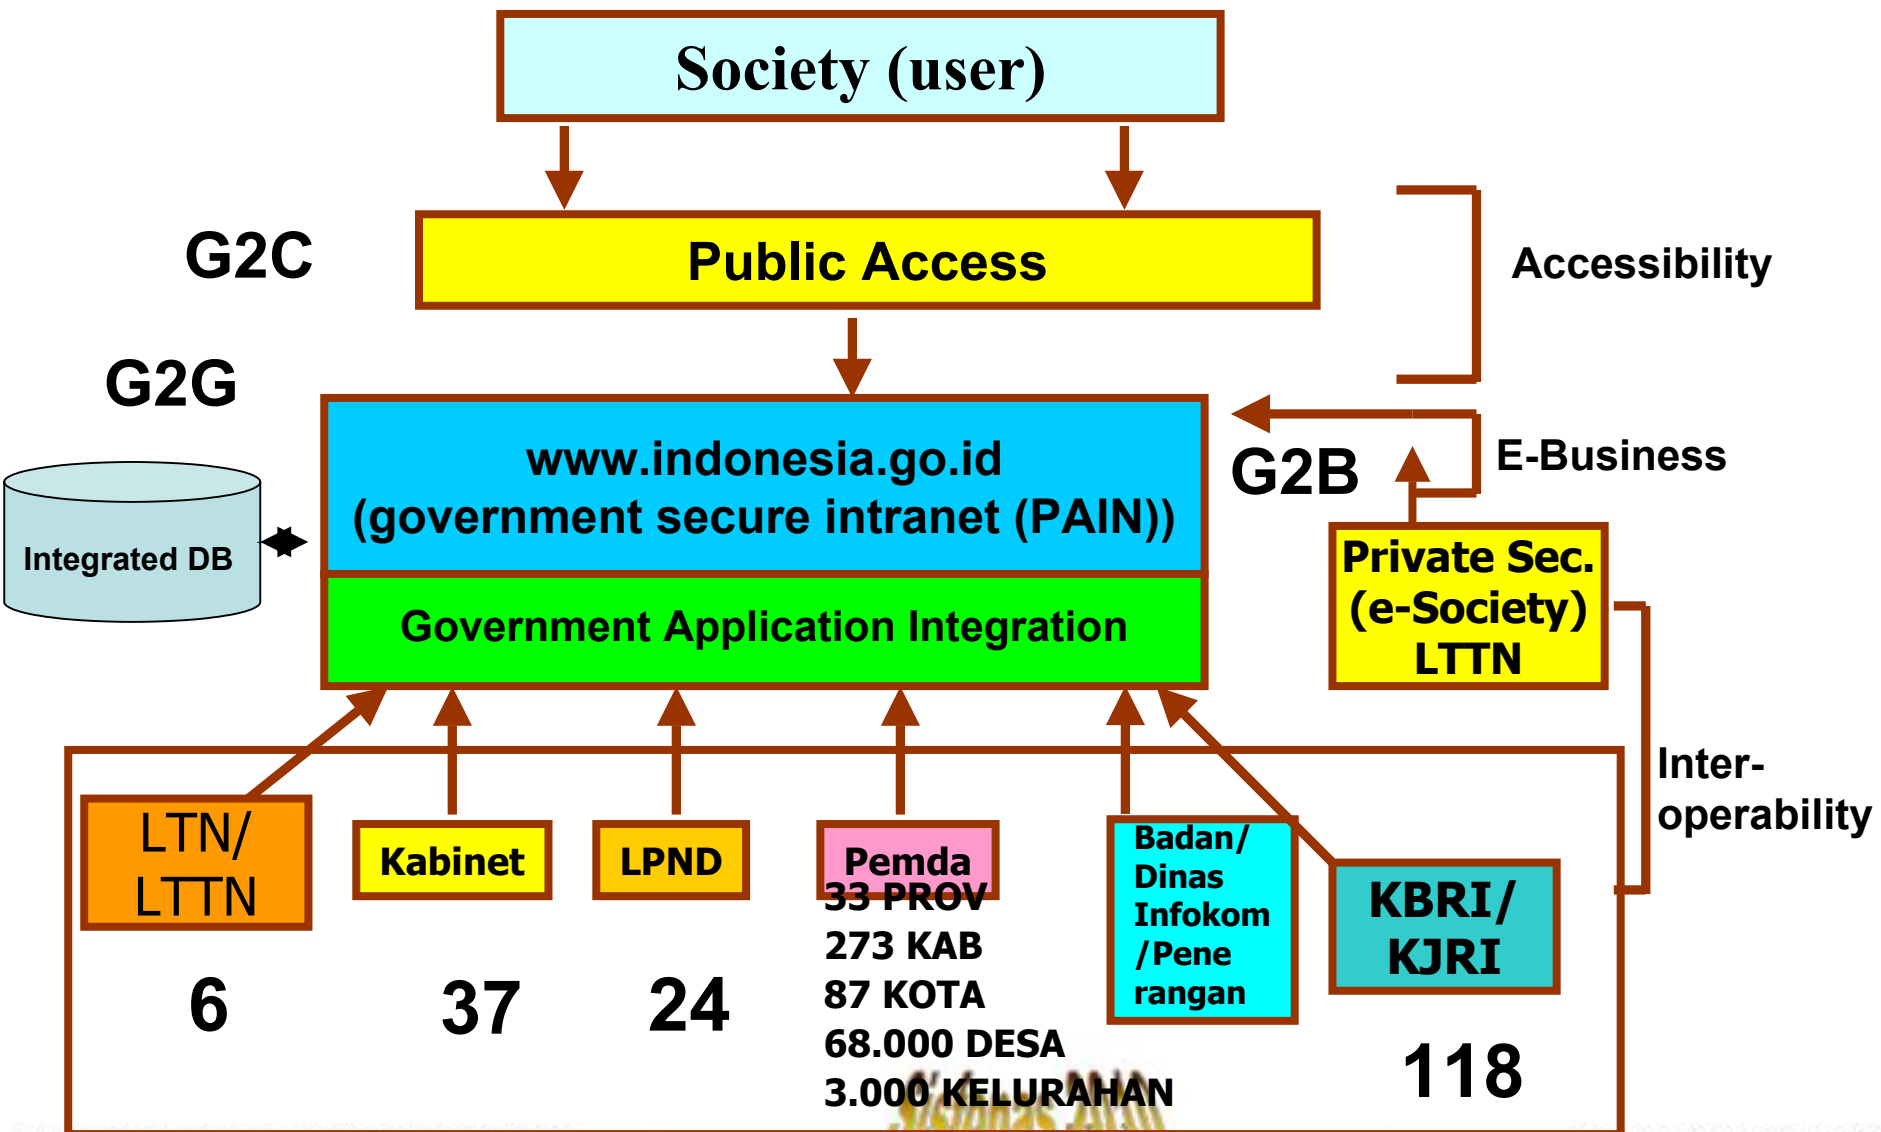 Society (user)
G2C
Public Access
Accessibility
G2G
www.indonesia.go.id
(government secure intranet (PAIN))
G2B
E-Business
Integrated DB
Government Application Integration
Private Sec.
(e-Society)
LTTN
Inter-
operability
LTN/
LTTN
6
Kabinet
37
LPND
24
Pemda
33 PROV
273 KAB
87 KOTA
68.000 DESA
3.000 KELURAHAN
Badan/
Dinas
Infokom
/Pene
rangan
KBRI/
KJRI
118